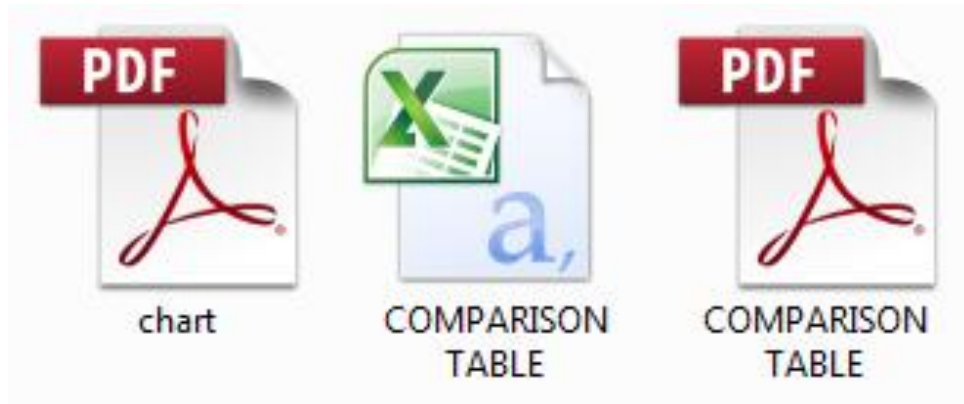 PDF
PDF
a,
chart
COMPARISON
TABLE
COMPARISON
TABLE